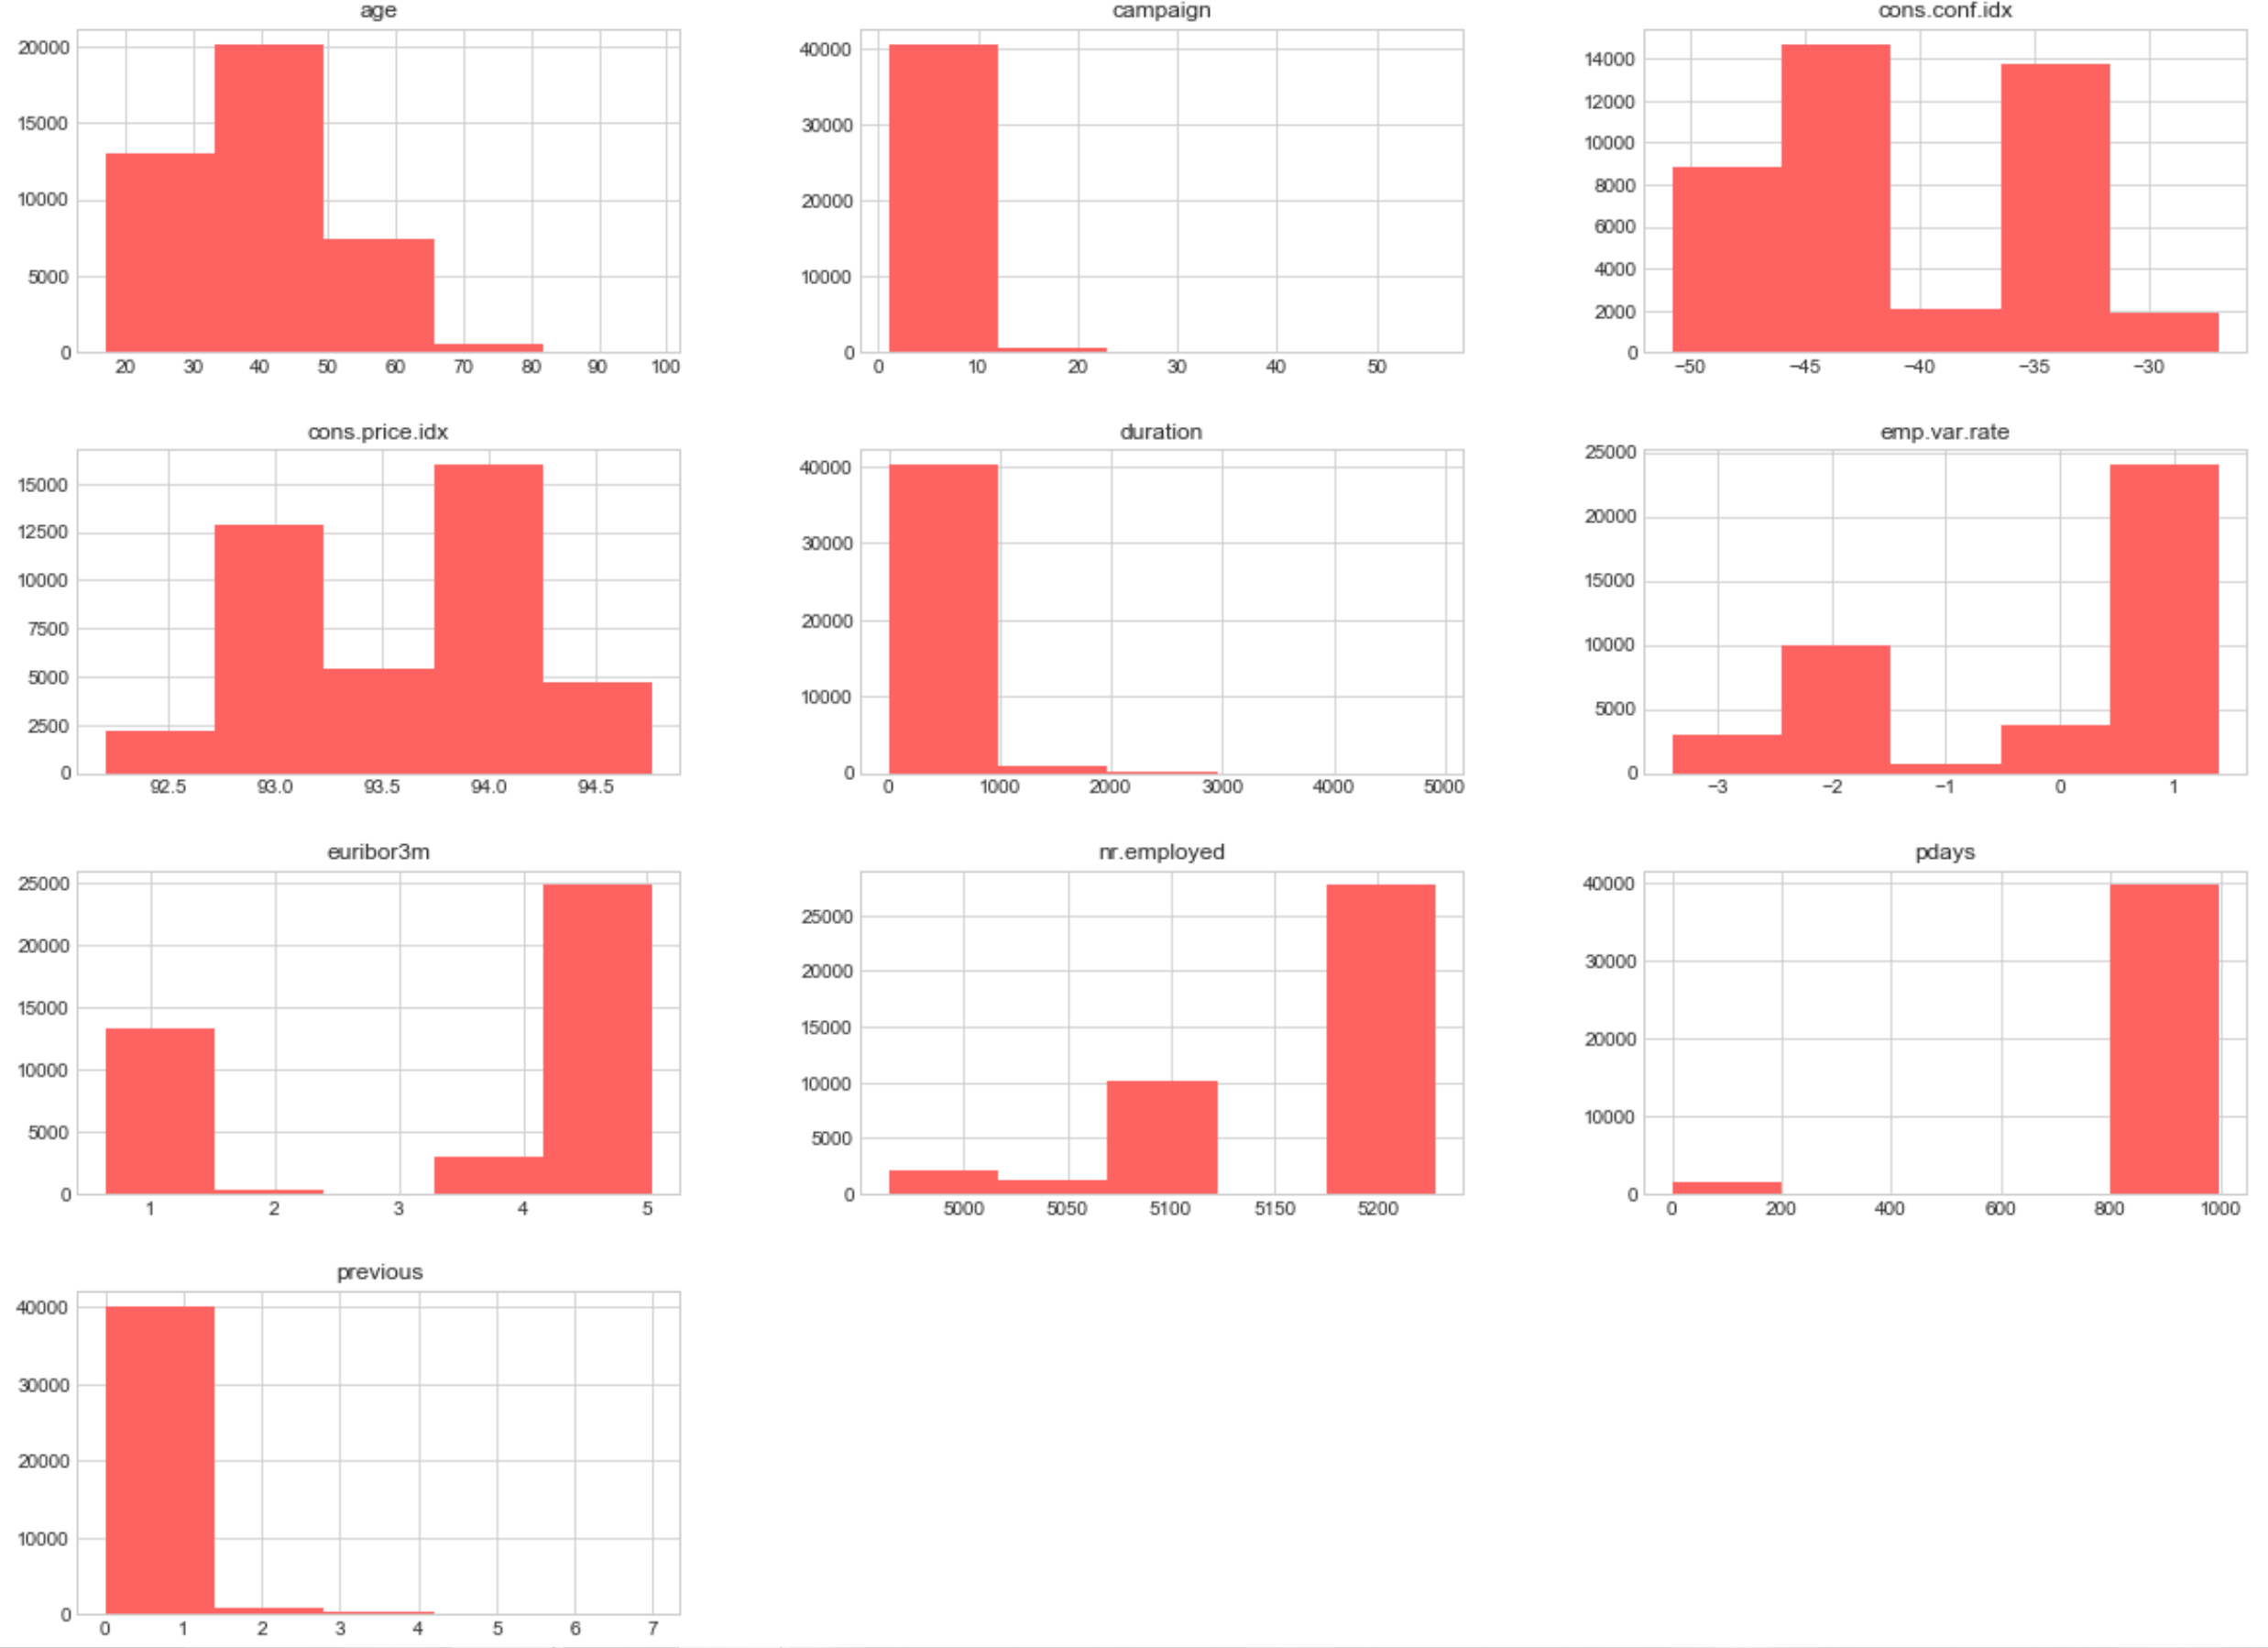 age
20000
15000
10000
5000
0
20 30 40 50 60 70 80 90 100
campaign
40000
30000
20000
10000
0
0 10 20 30 40 50
cons.conf.idx
14000
12000
10000
8000
6000
4000
2000
0
−50 −45 −40 −35 −30
cons.price.idx
15000
12500
10000
7500
5000
2500
0
92.5 93.0 93.5 94.0 94.5
duration
40000
30000
20000
10000
0
0 1000 2000 3000 4000 5000
emp.var.rate
25000
20000
15000
10000
5000
0
−3 −2 −1 0 1
euribor3m
25000
20000
15000
10000
5000
0
1 2 3 4 5
nr.employed
25000
20000
15000
10000
5000
0
5000 5050 5100 5150 5200
pdays
40000
30000
20000
10000
0
0 200 400 600 800 1000
previous
40000
30000
20000
10000
0
0 1 2 3 4 5 6 7